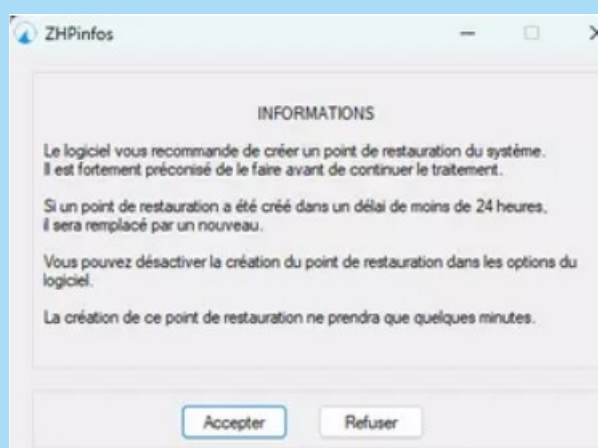 ZHPinfos
INFORMATIONS
Le logiciel vous recommande de créer un point de restauration du système.
Il est fortement préconisé de le faire avant de continuer le traitement.
Si un point de restauration a été créé dans un délai de moins de 24 heures,
il sera remplacé par un nouveau.
Vous pouvez désactiver la création du point de restauration dans les options du
logiciel.
La création de ce point de restauration ne prendra que quelques minutes.
Accepter
Refuser